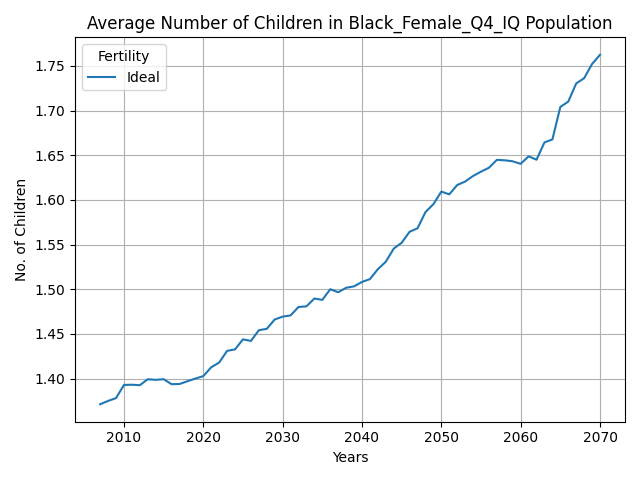 Average Number of Children in Black_Female_Q4_IQ Population
Fertility
Ideal
No. of Children
1.75
1.70
1.65
1.60
1.55
1.50
1.45
1.40
2010 2020 2030 2040 2050 2060 2070
Years